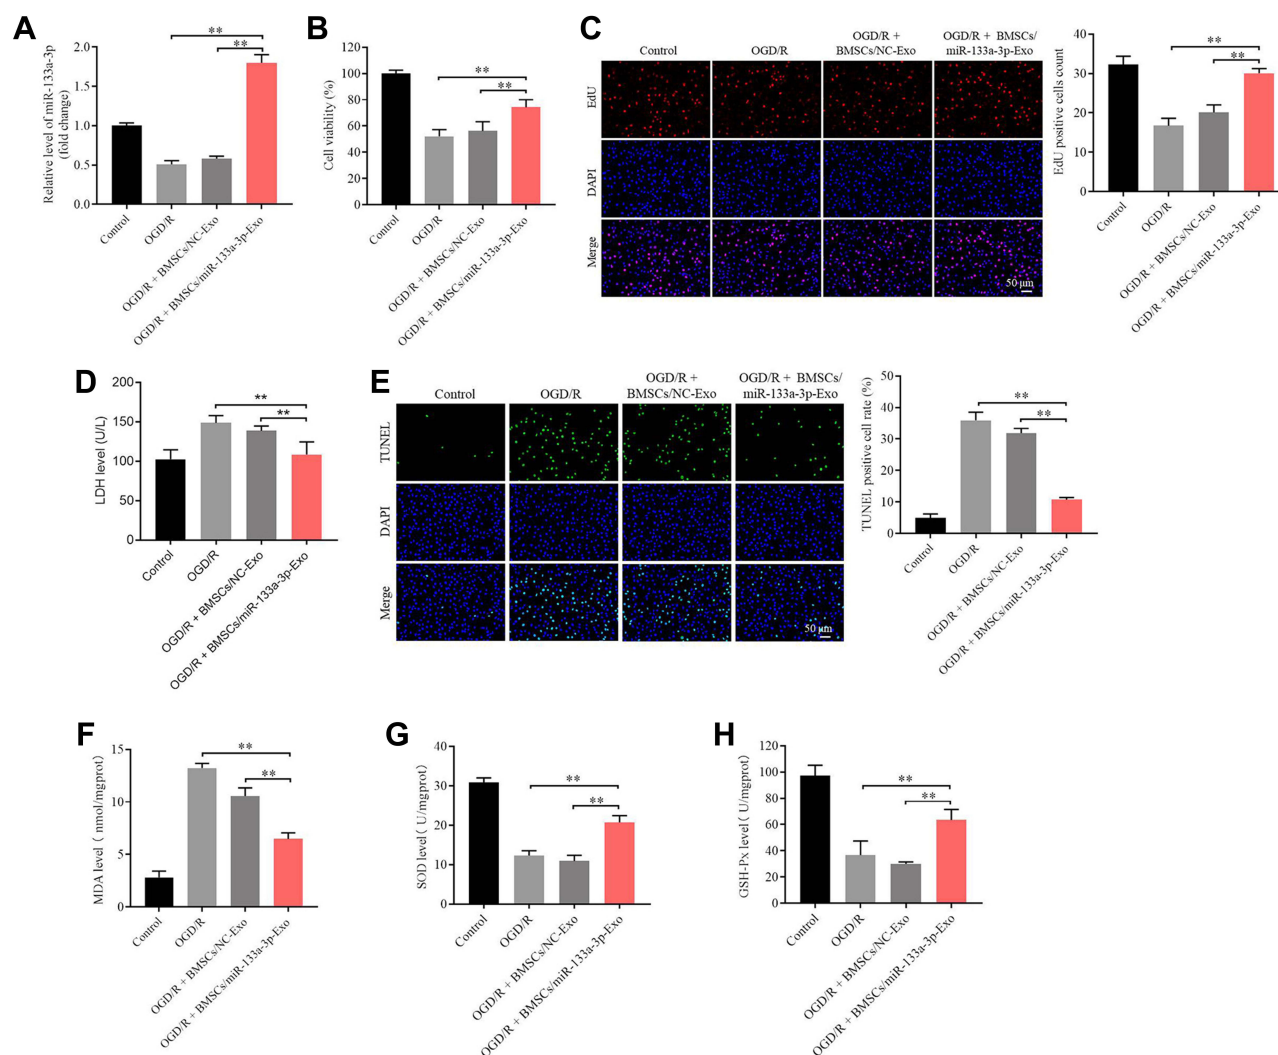 A
Relative level of miR-133a-3p
(fold change)
2.0
1.5
1.0
0.5
0.0
**
**
Control
OGD/R
OGD/R + BMSCs/NC-Exo
OGD/R + BMSCs/miR-133a-3p-Exo
B
Cell viability (%)
120
100
80
60
40
20
0
**
**
Control
OGD/R
OGD/R + BMSCs/NC-Exo
OGD/R + BMSCs/miR-133a-3p-Exo
C
Control
OGD/R
OGD/R +
BMSCs/NC-Exo
OGD/R + BMSCs/
miR-133a-3p-Exo
EdU
DAPI
Merge
50 μm
EdU positive cells count
40
30
20
10
0
**
**
Control
OGD/R
OGD/R + BMSCs/NC-Exo
OGD/R + BMSCs/miR-133a-3p-Exo
D
LDH level (U/L)
200
150
100
50
0
**
**
Control
OGD/R
OGD/R + BMSCs/NC-Exo
OGD/R + BMSCs/miR-133a-3p-Exo
E
Control
OGD/R
OGD/R +
BMSCs/NC-Exo
OGD/R + BMSCs/
miR-133a-3p-Exo
TUNEL
DAPI
Merge
50 μm
TUNEL positive cell rate (%)
50
40
30
20
10
0
**
**
Control
OGD/R
OGD/R + BMSCs/NC-Exo
OGD/R + BMSCs/miR-133a-3p-Exo
F
MDA level ( nmol/mgprot)
15
10
5
0
**
**
Control
OGD/R
OGD/R + BMSCs/NC-Exo
OGD/R + BMSCs/miR-133a-3p-Exo
G
SOD level ( U/mgprot)
40
30
20
10
0
**
**
Control
OGD/R
OGD/R + BMSCs/NC-Exo
OGD/R + BMSCs/miR-133a-3p-Exo
H
GSH-Px level ( U/mgprot)
120
100
80
60
40
20
0
**
**
Control
OGD/R
OGD/R + BMSCs/NC-Exo
OGD/R + BMSCs/miR-133a-3p-Exo